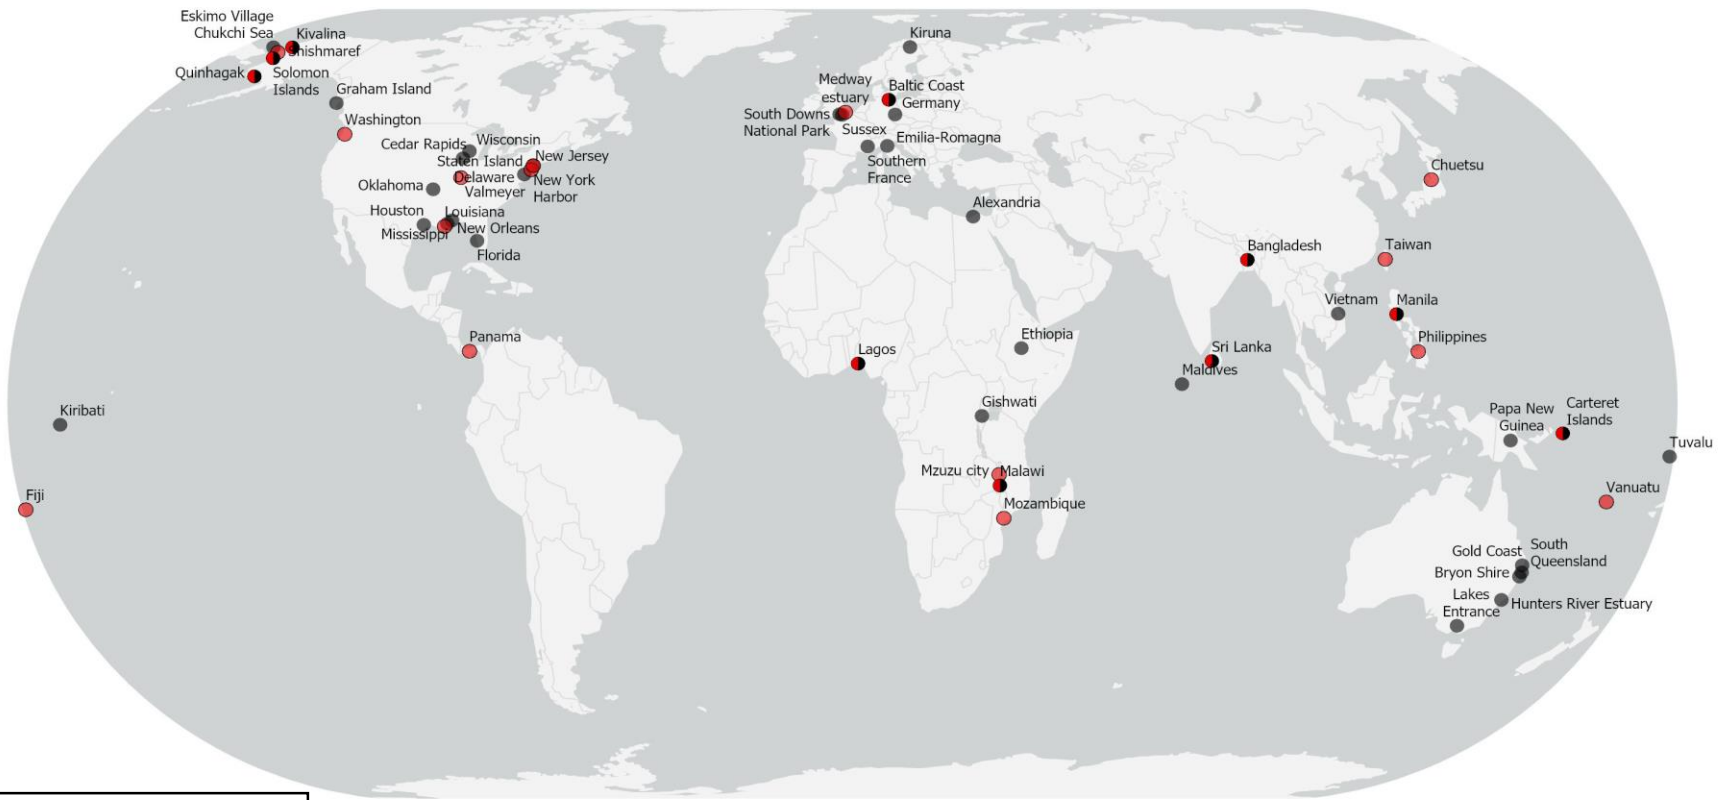 Eskimo Village
Chukchi Sea
Kivalina
Shishmaref
Quinhagak
Solomon
Islands
Graham Island
Washington
Cedar Rapids
Wisconsin
Staten Island
New Jersey
Delaware
New York
Harbor
Valmeyer
Oklahoma
Houston
Louisiana
Mississippi
New Orleans
Florida
Panama
Kiribati
Fiji
Kiruna
Medway
estuary
Baltic Coast
Germany
South Downs
National Park
Sussex
Emilia-Romagna
Southern
France
Alexandria
Lagos
Ethiopia
Gishwati
Mzuzu city
Malawi
Mozambique
Chuetsu
Bangladesh
Taiwan
Vietnam
Manila
Philippines
Sri Lanka
Maldives
Papa New
Guinea
Carteret
Islands
Tuvalu
Vanuatu
Gold Coast
South
Queensland
Bryon Shire
Lakes
Entrance
Hunters River Estuary